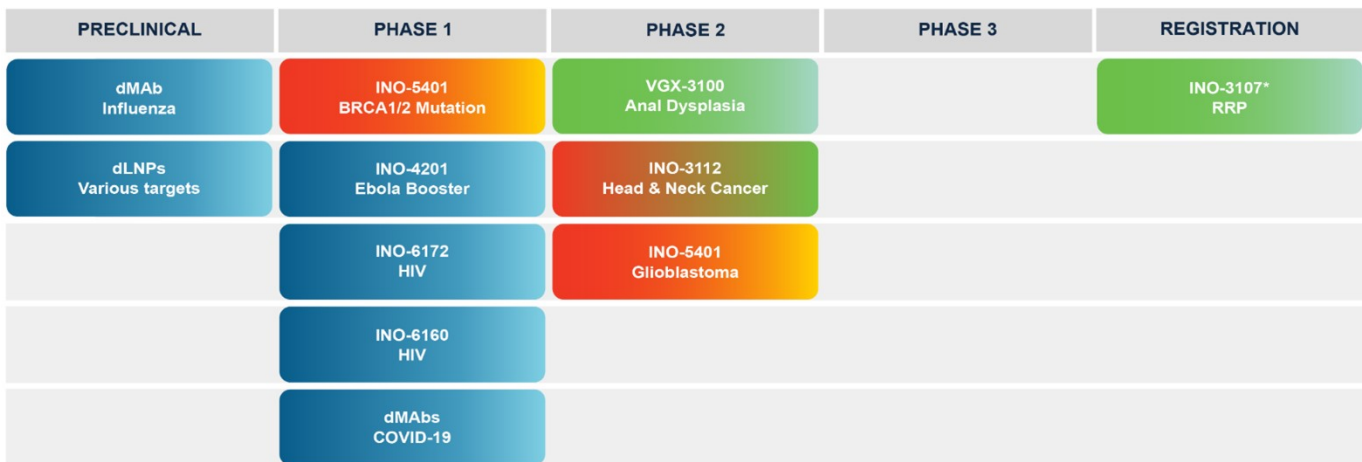 PRECLINICAL
PHASE 1
PHASE 2
PHASE 3
REGISTRATION
dMAb
Influenza
INO-5401
BRCA1/2 Mutation
VGX-3100
Anal Dysplasia
INO-3107*
RRP
dLNPs
Various targets
INO-4201
Ebola Booster
INO-3112
Head & Neck Cancer
INO-6172
HIV
INO-5401
Glioblastoma
INO-6160
HIV
dMAbs
COVID-19